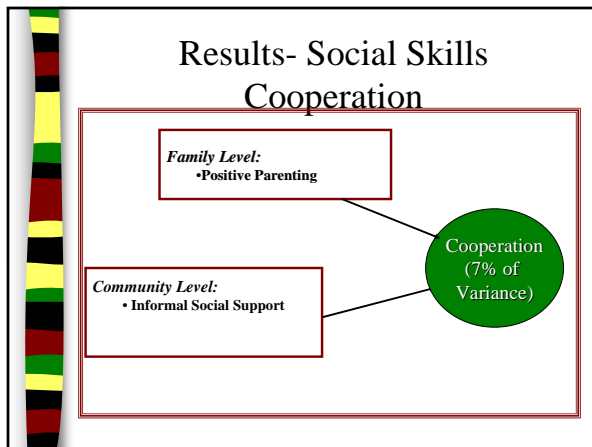 Results- Social Skills
Cooperation
Family Level:
•Positive Parenting
Cooperation
(7% of
Variance)
Community Level:
• Informal Social Support